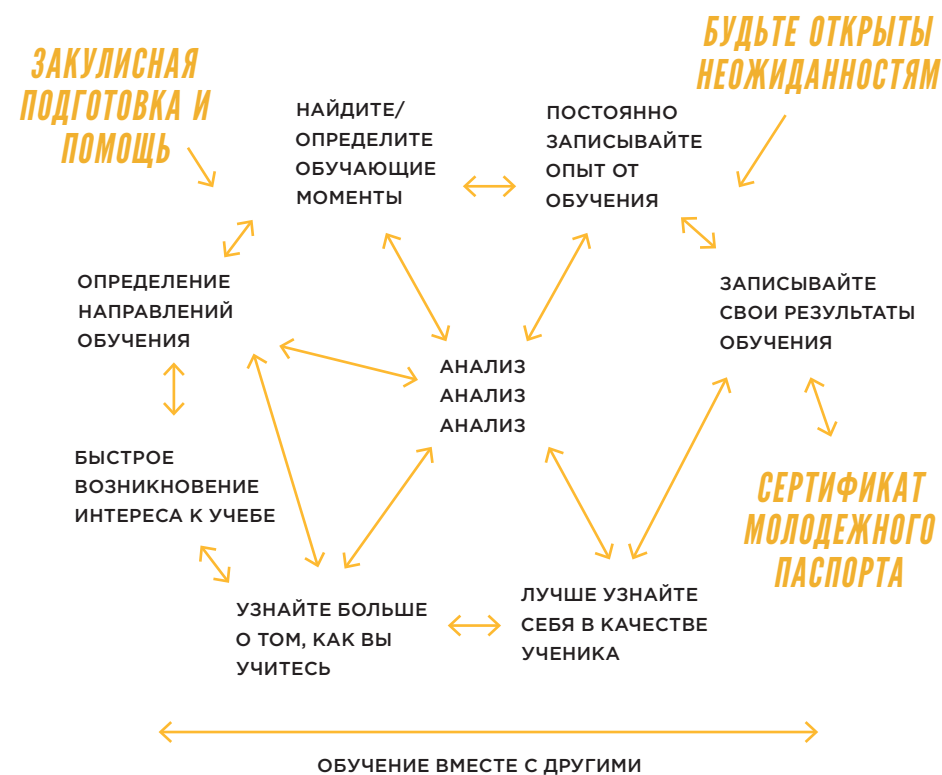 ЗАКУЛИСНАЯ
ПОДГОТОВКА И
ПОМОЩЬ
БУДЬТЕ ОТКРЫТЫ
НЕОЖИДАННОСТЯМ
НАЙДИТЕ/
ОПРЕДЕЛИТЕ
ОБУЧАЮЩИЕ
МОМЕНТЫ
ПОСТОЯННО
ЗАПИСЫВАЙТЕ
ОПЫТ ОТ
ОБУЧЕНИЯ
ОПРЕДЕЛЕНИЕ
НАПРАВЛЕНИЙ
ОБУЧЕНИЯ
ЗАПИСЫВАЙТЕ
СВОИ РЕЗУЛЬТАТЫ
ОБУЧЕНИЯ
АНАЛИЗ
АНАЛИЗ
АНАЛИЗ
БЫСТРОЕ
ВОЗНИКНОВЕНИЕ
ИНТЕРЕСА К УЧЕБЕ
СЕРТИФИКАТ
МОЛОДЕЖНОГО
ПАСПОРТА
УЗНАЙТЕ БОЛЬШЕ
О ТОМ, КАК ВЫ
УЧИТЕСЬ
ЛУЧШЕ УЗНАЙТЕ
СЕБЯ В КАЧЕСТВЕ
УЧЕНИКА
ОБУЧЕНИЕ ВМЕСТЕ С ДРУГИМИ